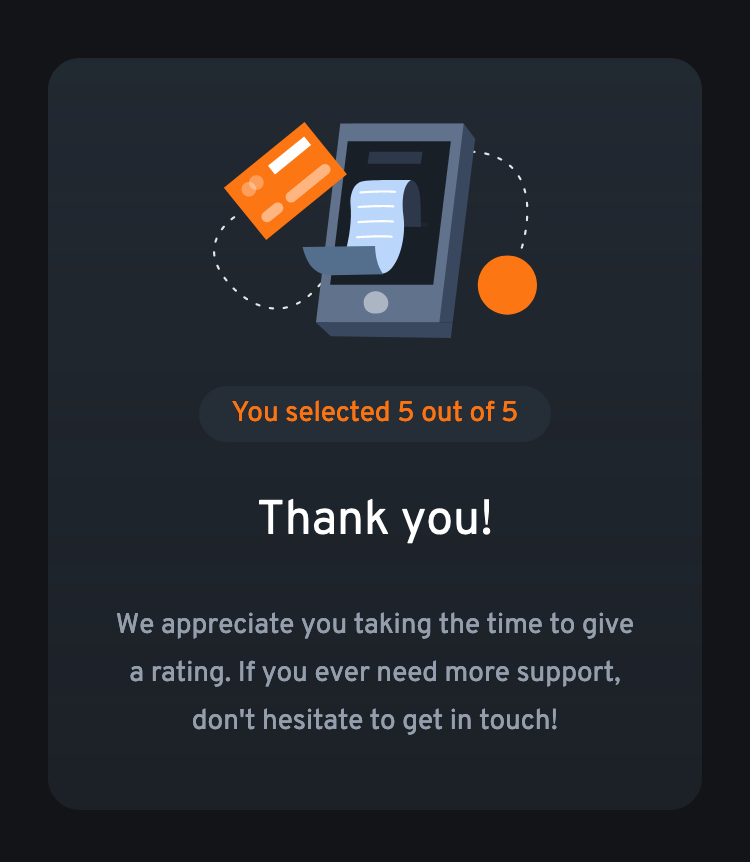 You selected 5 out of 5
Thank you!
We appreciate you taking the time to give
a rating. If you ever need more support,
don't hesitate to get in touch!